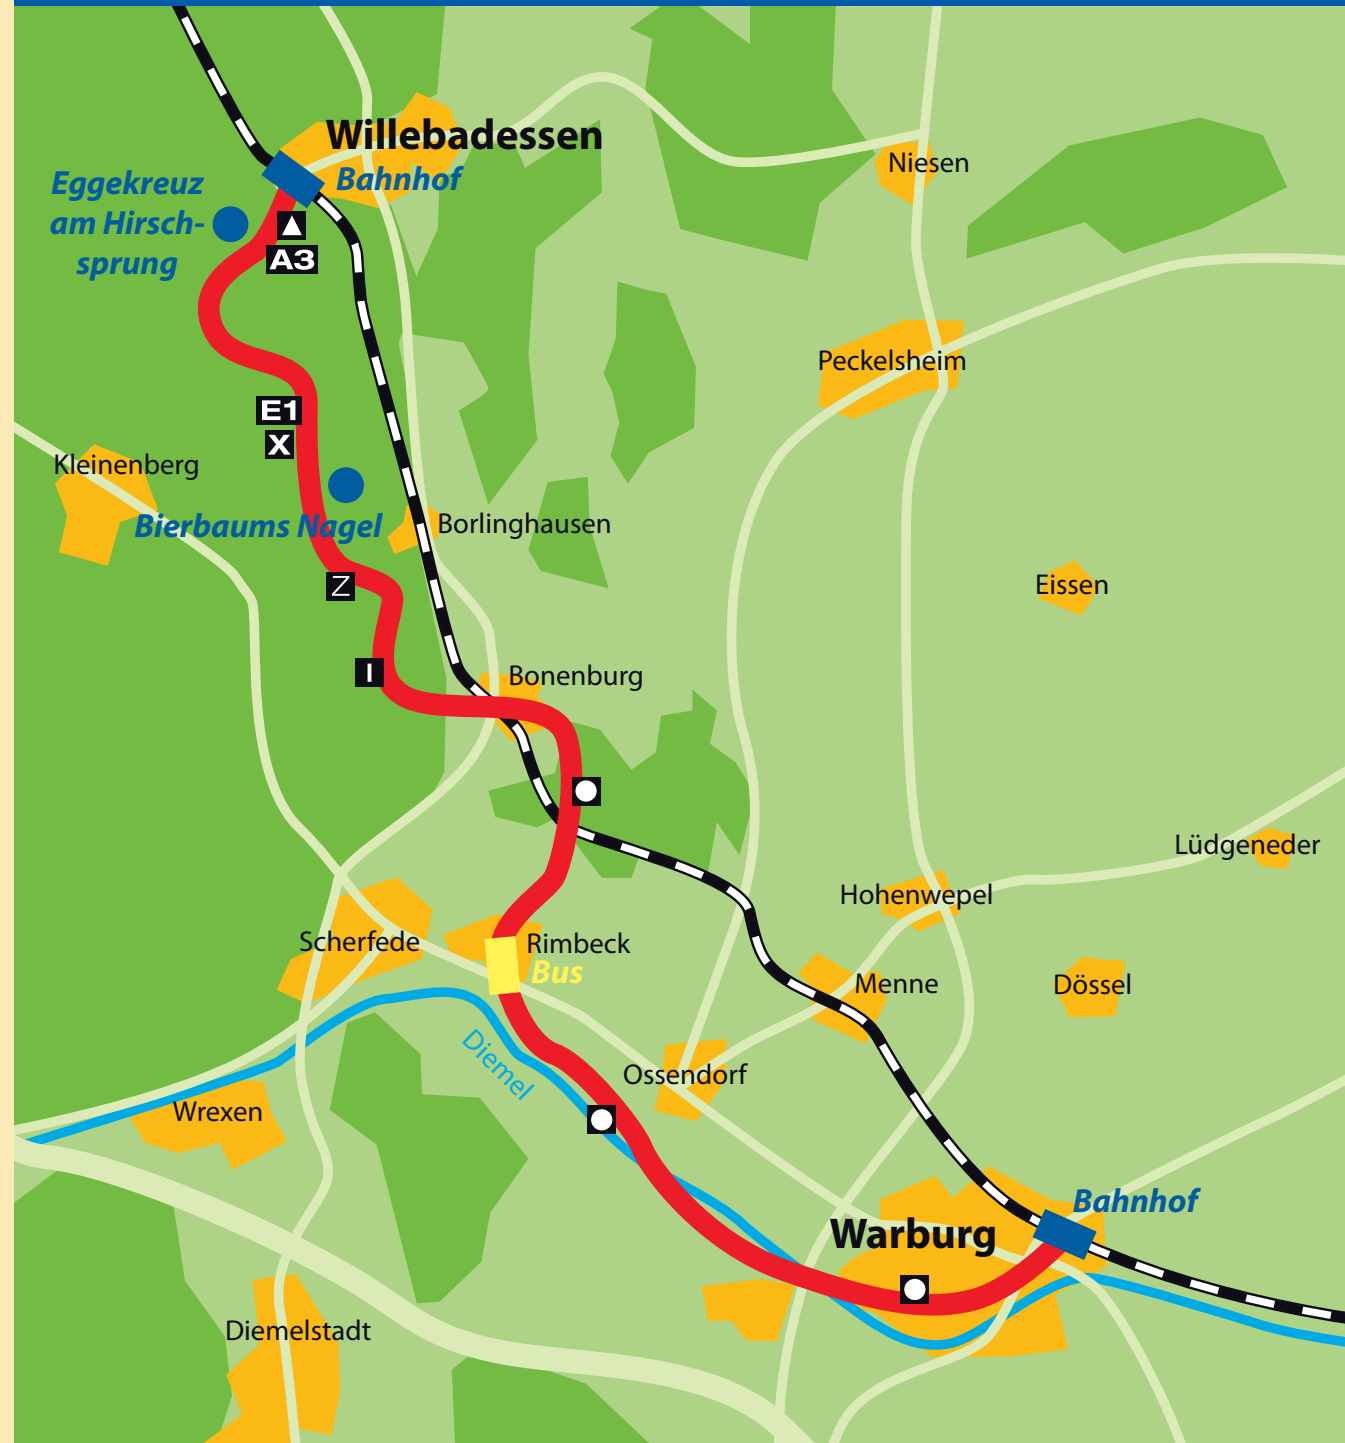 Willebadessen
Bahnhof
Niesen
Eggekreuz
am Hirsch-
sprung
A3
Peckelsheim
E1
X
Kleinenberg
Bierbaums Nagel
Borlinghausen
Z
Eissen
I
Bonenburg
Lüdgeneder
Hohenwepel
Scherfede
Rimbeck
Bus
Menne
Dössel
Diemel
Ossendorf
Wrexen
Bahnhof
Warburg
Diemelstadt